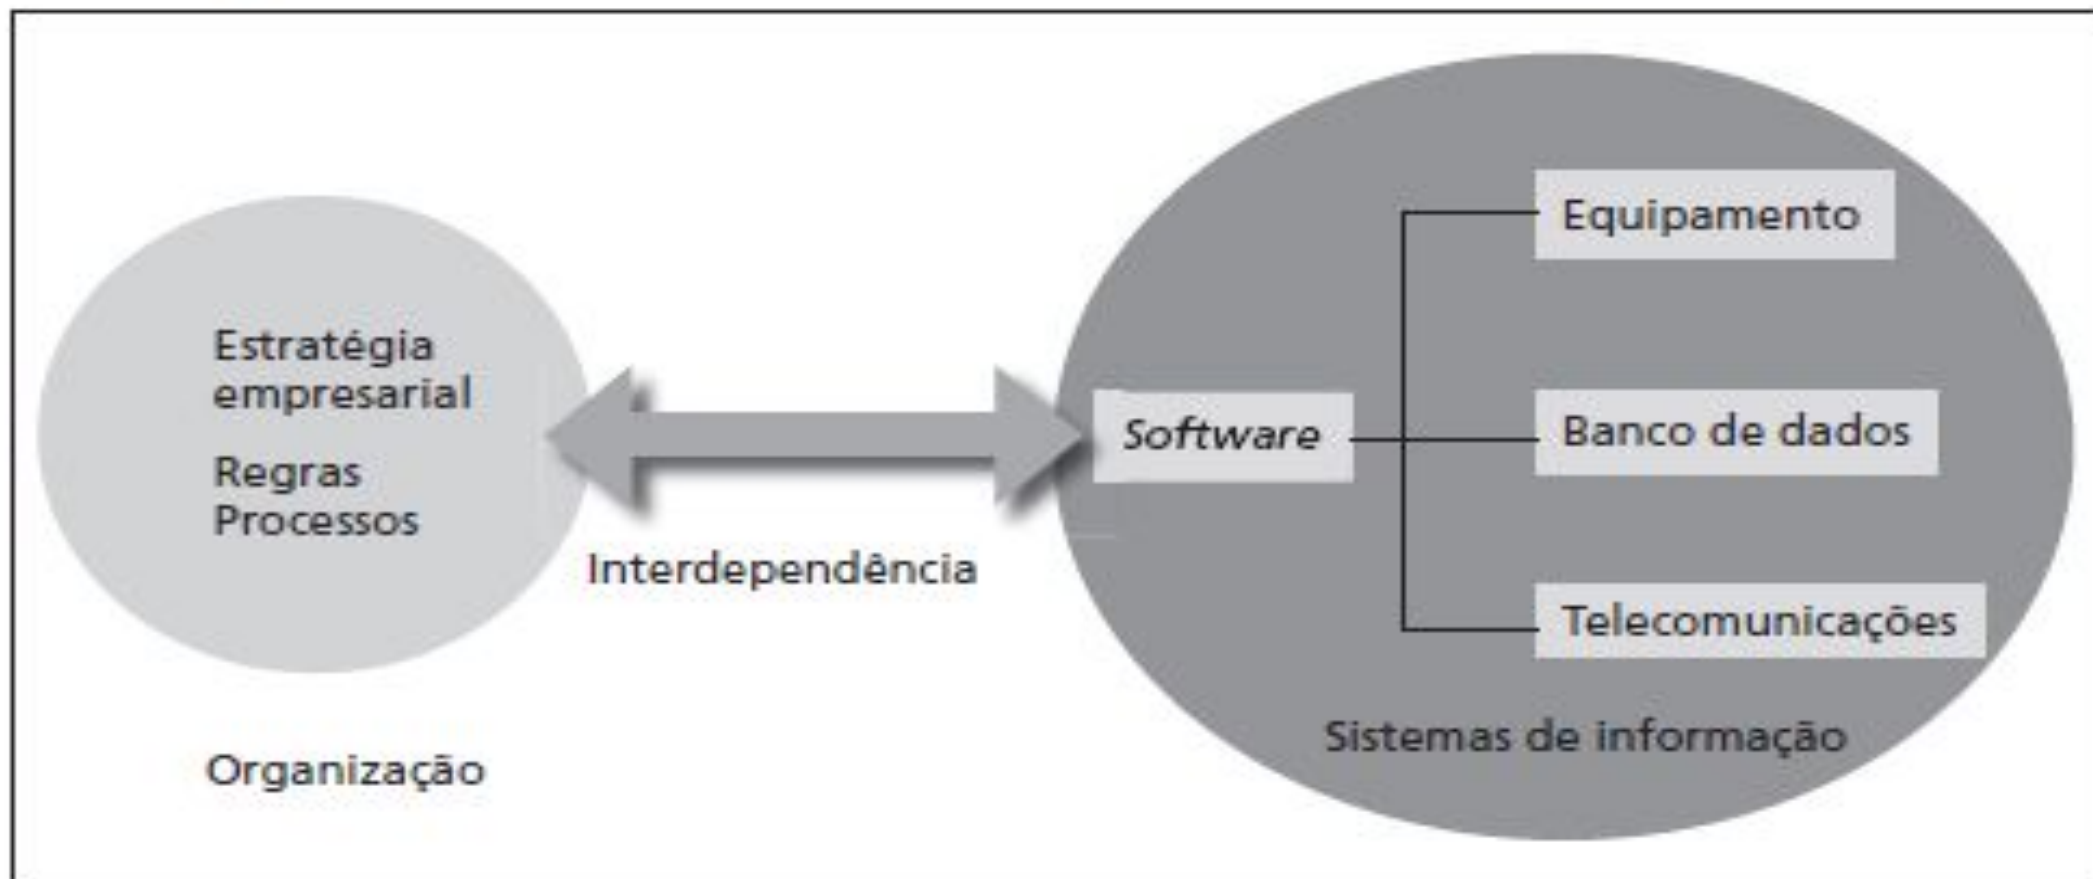 Estratégia
empresarial
Regras
Processos
Organização
Interdependência
Software
Equipamento
Banco de dados
Telecomunicações
Sistemas de informação